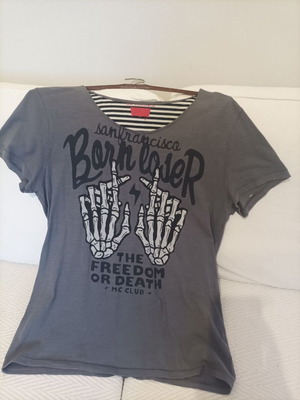 sanfrancisco
Born loseR
THE
FREEDOM
OR DEATH
MC CLUB